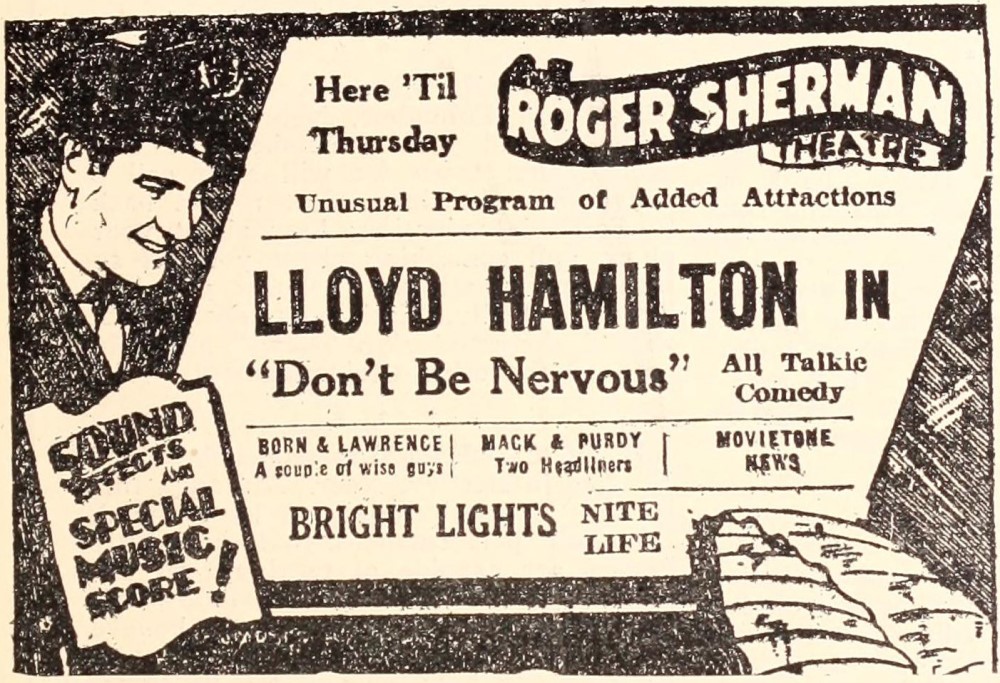 Here 'Til
Thursday
THE
ROGER SHERMAN
THEATRE
Unusual Program of Added Attractions
LLOYD HAMILTON IN
"Don't Be Nervous"
All Talkie
Comedy
BORN & LAWRENCE
A couple of wise guys
MACK & PURDY
Two Headliners
MOVIETONE
NEWS
BRIGHT LIGHTS
NITE
LIFE
SOUND
EFFECTS
AND
SPECIAL
MUSIC
SCORE!